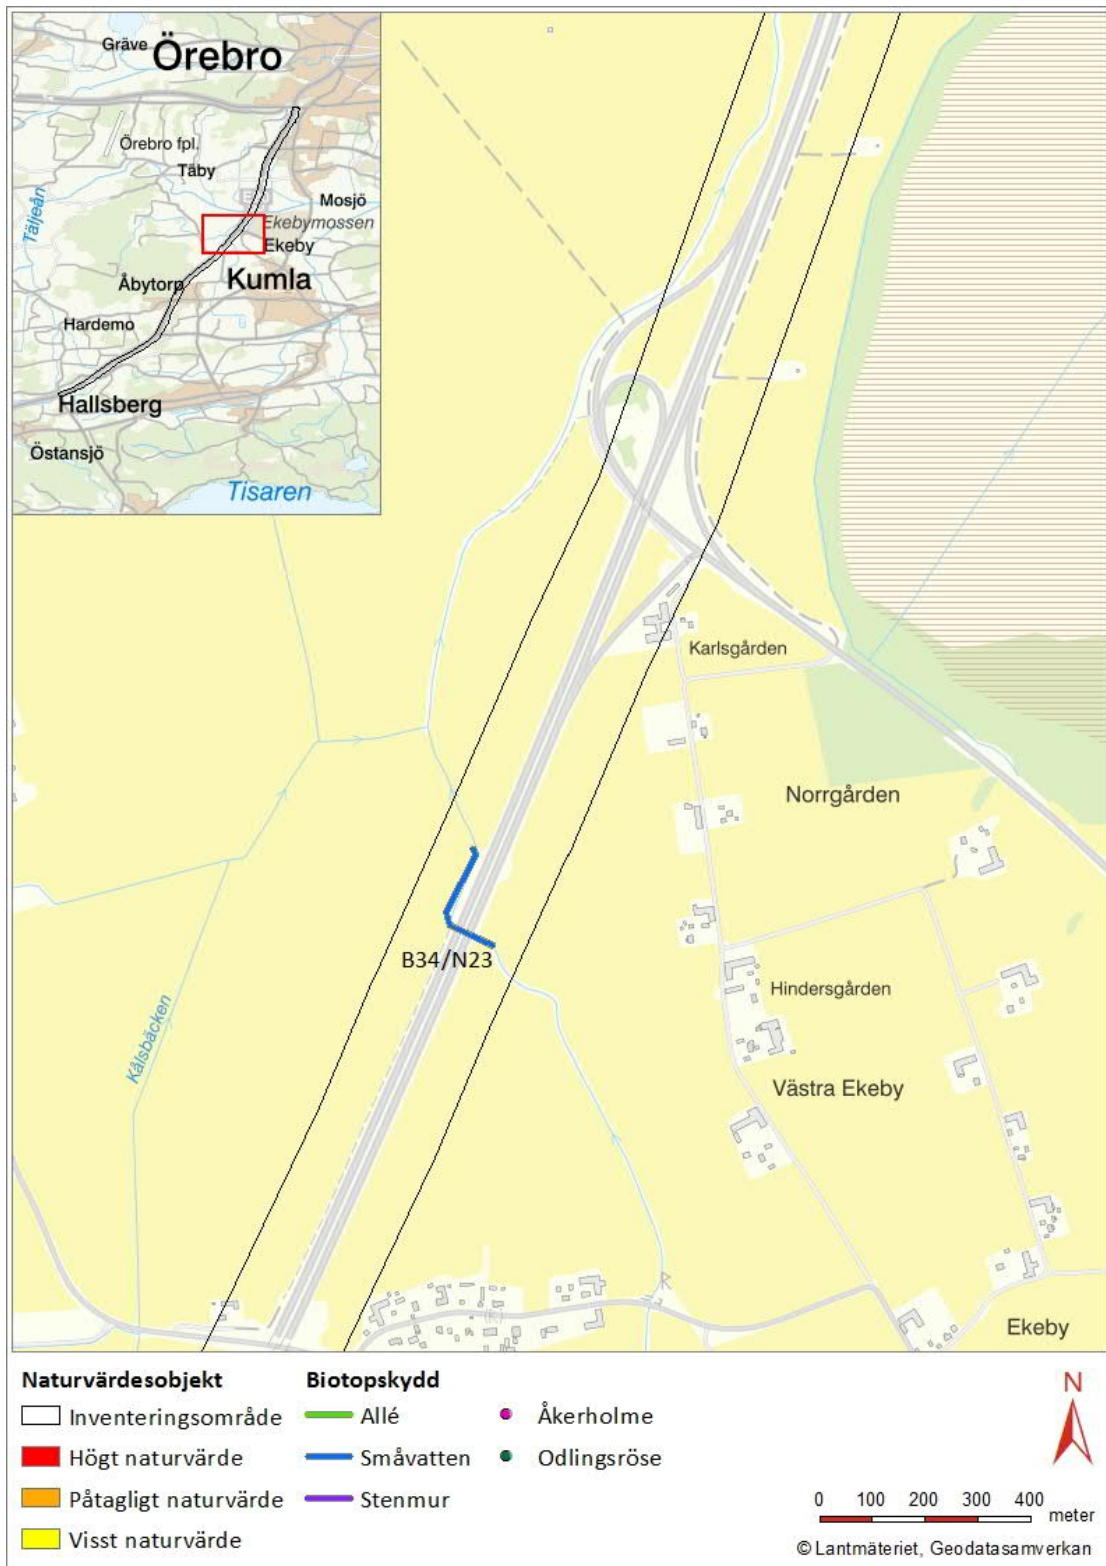 Gräve
Örebro
Örebro fpl.
Täby
Täljeån
Mosjö
Ekebymossen
Ekeby
Åbytorp
Kumla
Hardemo
Hallsberg
Östansjö
Tisaren
Karlsgården
Norrgården
B34/N23
Hindersgården
Kålsbäcken
Västra Ekeby
R
(K)
Ekeby
Naturvärdesobjekt
Inventeringsområde
Högt naturvärde
Påtagligt naturvärde
Visst naturvärde
Biotopskydd
Allé
Småvatten
Stenmur
Åkerholme
Odlingsröse
N
0 100 200 300 400
meter
© Lantmäteriet, Geodatasamverkan